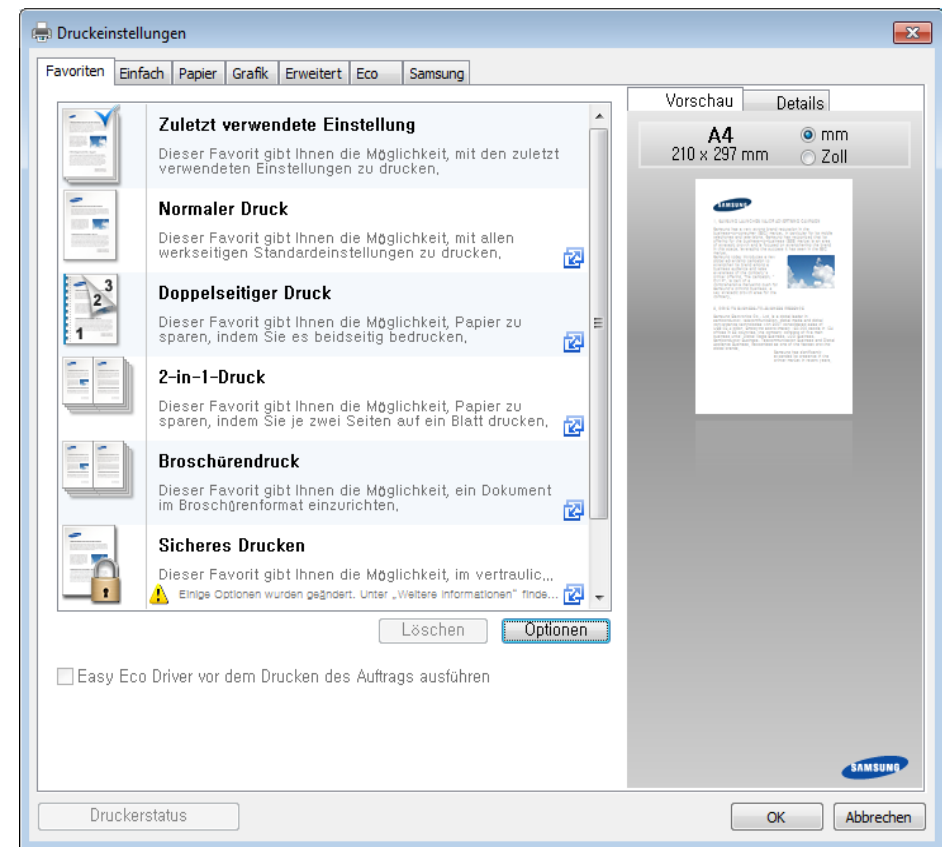 Druckeinstellungen
Favoriten Einfach Papier Grafik Erweitert Eco Samsung
Zuletzt verwendete Einstellung
Dieser Favorit gibt Ihnen die Möglichkeit, mit den zuletzt
verwendeten Einstellungen zu drucken.
Normaler Druck
Dieser Favorit gibt Ihnen die Möglichkeit, mit allen
werkseitigen Standardeinstellungen zu drucken.
1 2 3
Doppelseitiger Druck
Dieser Favorit gibt Ihnen die Möglichkeit, Papier zu
sparen, indem Sie es beidseitig bedrucken.
2-in-1-Druck
Dieser Favorit gibt Ihnen die Möglichkeit, Papier zu
sparen, indem Sie je zwei Seiten auf ein Blatt drucken.
Broschürendruck
Dieser Favorit gibt Ihnen die Möglichkeit, ein Dokument
im Broschürenformat einzurichten.
Sicheres Drucken
Dieser Favorit gibt Ihnen die Möglichkeit, im vertraulic...
Einige Optionen wurden geändert. Unter „Weitere Informationen" finde...
Löschen Optionen
Easy Eco Driver vor dem Drucken des Auftrags ausführen
Vorschau Details
A4 mm
210 x 297 mm Zoll
SAMSUNG
SAMSUNG
Druckerstatus OK Abbrechen